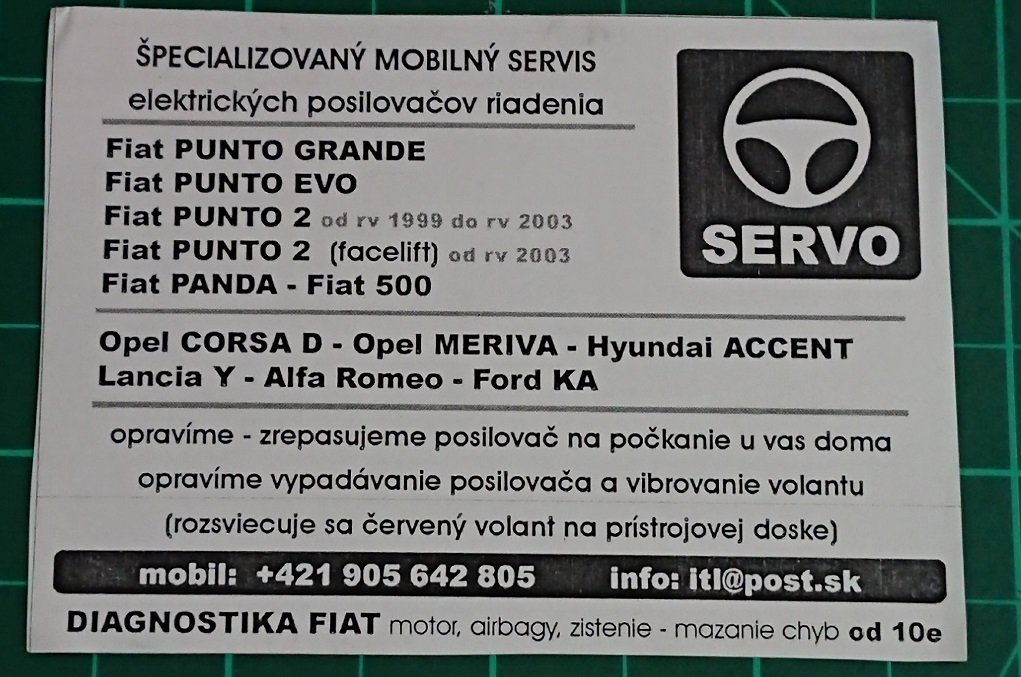 ŠPECIALIZOVANÝ MOBILNÝ SERVIS
elektrických posilovačov riadenia
Fiat PUNTO GRANDE
Fiat PUNTO EVO
Fiat PUNTO 2 od rv 1999 do rv 2003
Fiat PUNTO 2 (facelift) od rv 2003
Fiat PANDA - Fiat 500
SERVO
Opel CORSA D - Opel MERIVA - Hyundai ACCENT
Lancia Y - Alfa Romeo - Ford KA
opravíme - zrepasujeme posilovač na počkanie u vas doma
opravíme vypadávanie posilovača a vibrovanie volantu
(rozsviecuje sa červený volant na prístrojovej doske)
mobil: +421 905 642 805 info: itl@post.sk
DIAGNOSTIKA FIAT motor, airbagy, zistenie - mazanie chyb od 10e